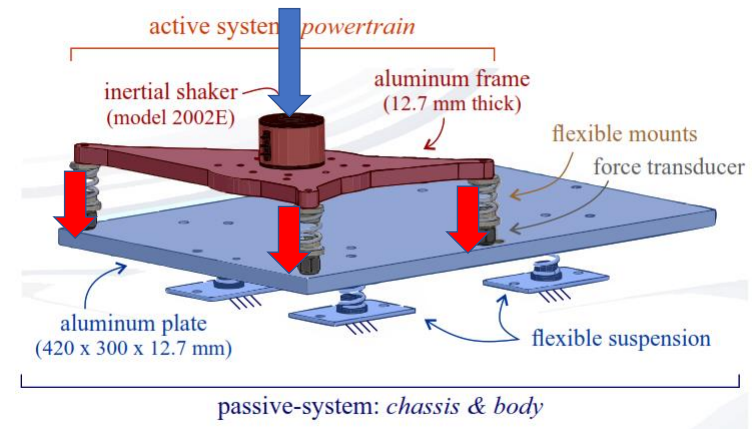 active system: powertrain
inertial shaker
(model 2002E)
aluminum frame
(12.7 mm thick)
flexible mounts
force transducer
aluminum plate
(420 x 300 x 12.7 mm)
flexible suspension
passive-system: chassis & body